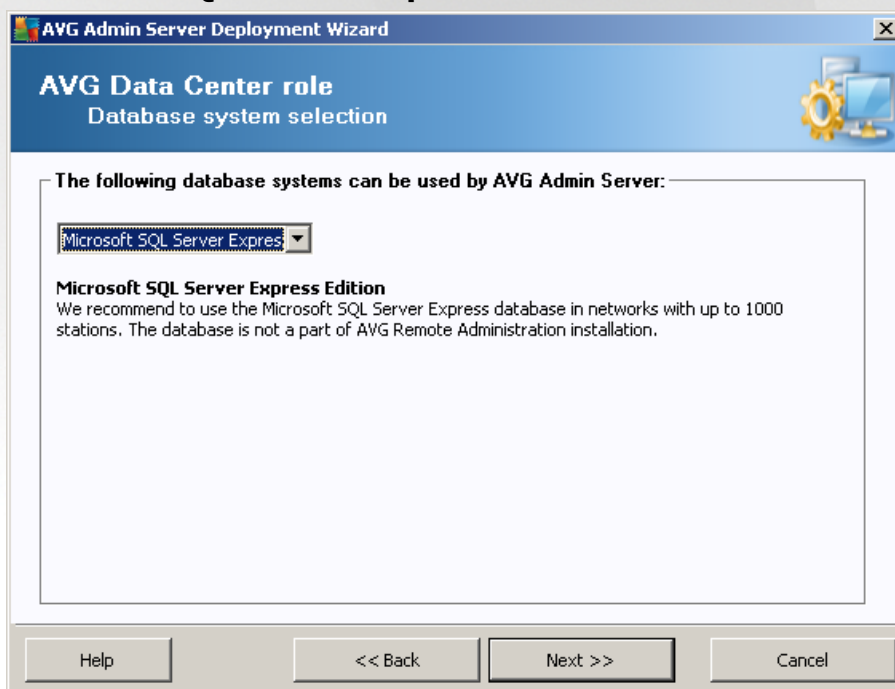 AVG Admin Server Deployment Wizard
AVG Data Center role
Database system selection
The following database systems can be used by AVG Admin Server:
Microsoft SQL Server Expres
Microsoft SQL Server Express Edition
We recommend to use the Microsoft SQL Server Express database in networks with up to 1000
stations. The database is not a part of AVG Remote Administration installation.
Help
<< Back
Next >>
Cancel